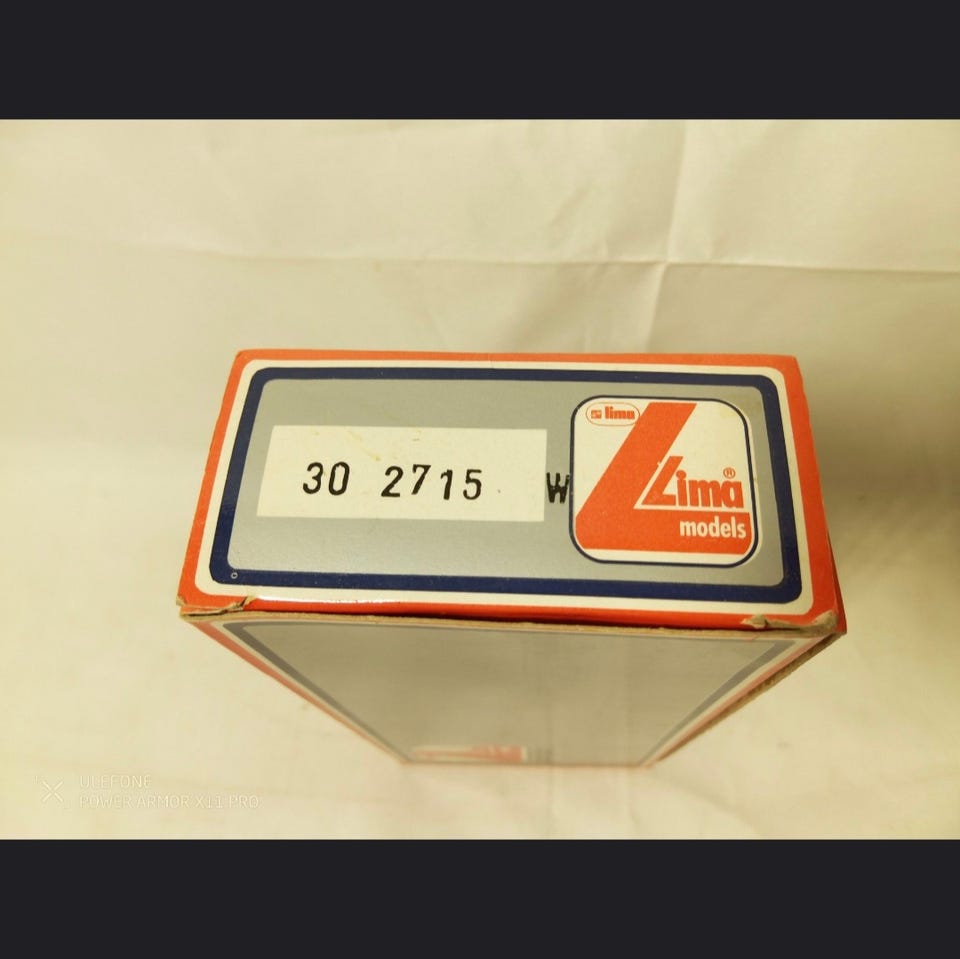 30 2715 W
lima
Lima®
models
ULEFONE
POWER ARMOR X11 PRO